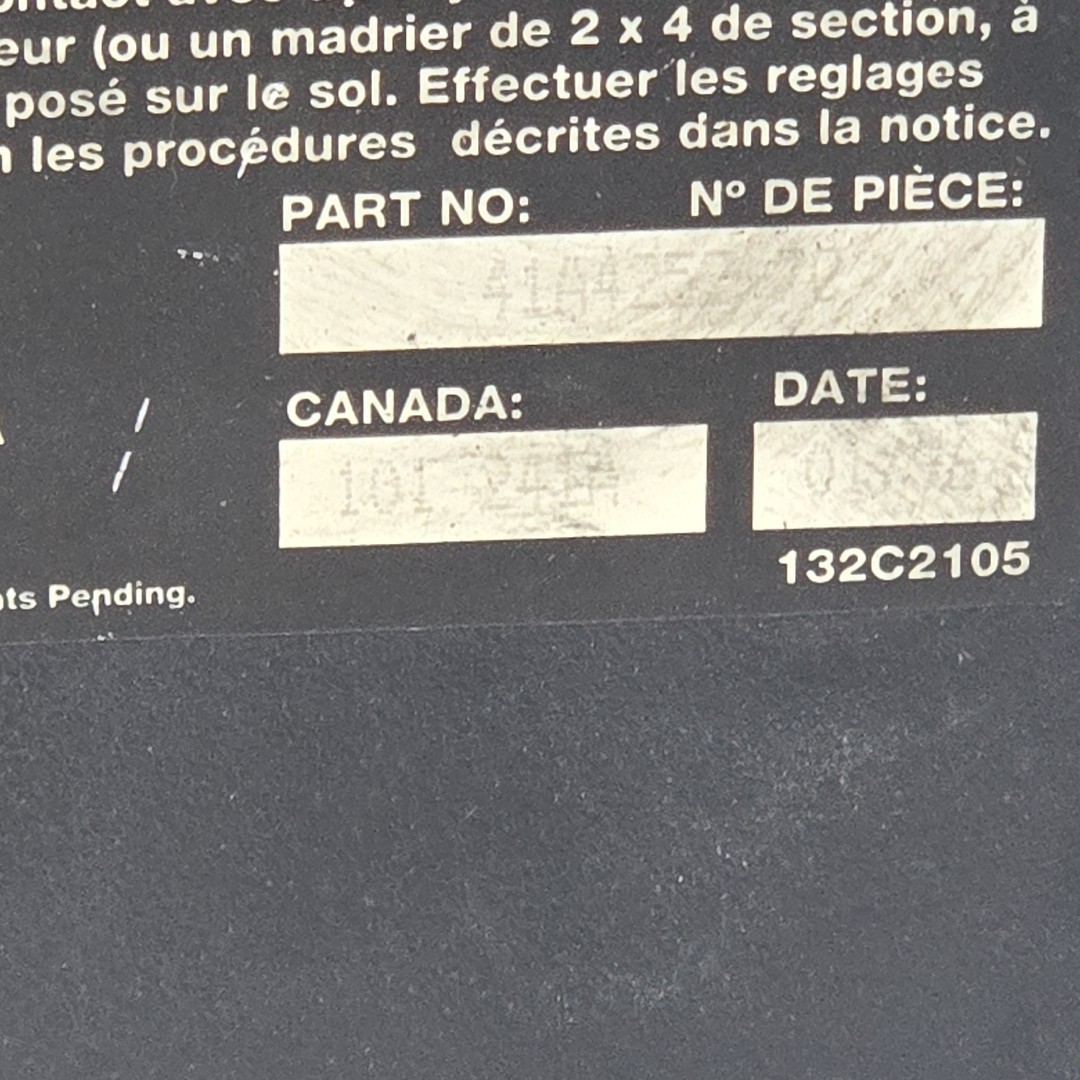 eur (ou un madrier de 2 x 4 de section, à
posé sur le sol. Effectuer les reglages
les procédures décrites dans la notice.
PART NO: Nº DE PIÈCE:
CANADA: DATE:
132C2105
ts Pending.